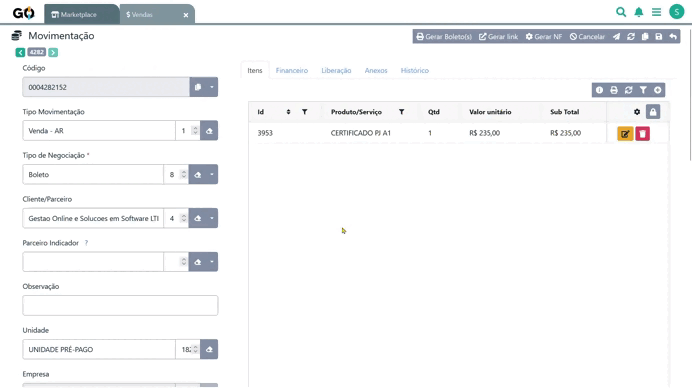 GO Marketplace $ Vendas × S
Movimentação
Gerar Boleto(s) Gerar link Gerar NF Cancelar
4282
Código
0004282152
Tipo Movimentação
Venda - AR 1
Tipo de Negociação *
Boleto 8
Cliente/Parceiro
Gestao Online e Solucoes em Software LTI 4
Parceiro Indicador ?
Observação
Unidade
UNIDADE PRÉ-PAGO 182
Empresa
Itens Financeiro Liberação Anexos Histórico
Id Produto/Serviço Qtd Valor unitário Sub Total
3953 CERTIFICADO PJ A1 1 R$ 235,00 R$ 235,00